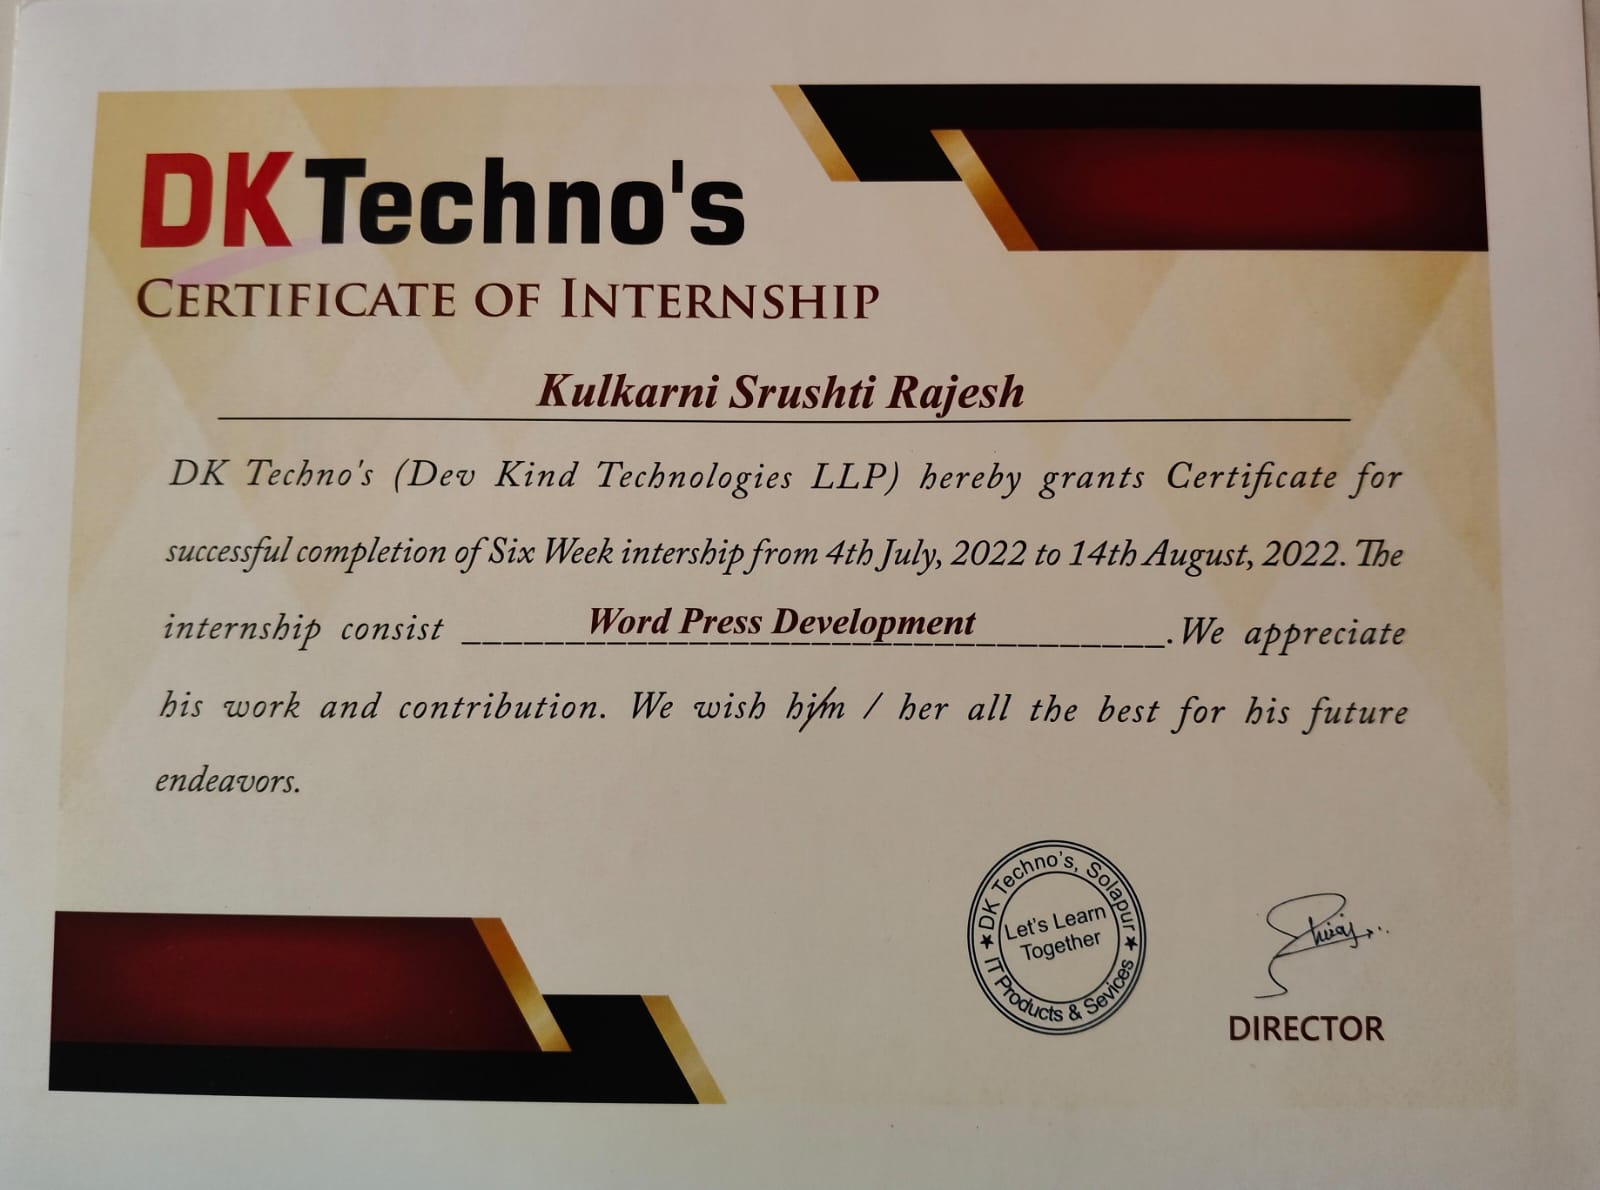 DK Techno's
CERTIFICATE OF INTERNSHIP
Kulkarni Srushti Rajesh
DK Techno's (Dev Kind Technologies LLP) hereby grants Certificate for
successful completion of Six Week intership from 4th July, 2022 to 14th August, 2022. The
internship consist Word Press Development. We appreciate
his work and contribution. We wish him / her all the best for his future
endeavors.
DK Techno's, Solapur
Let's Learn
Together
IT Products & Sevices
DIRECTOR